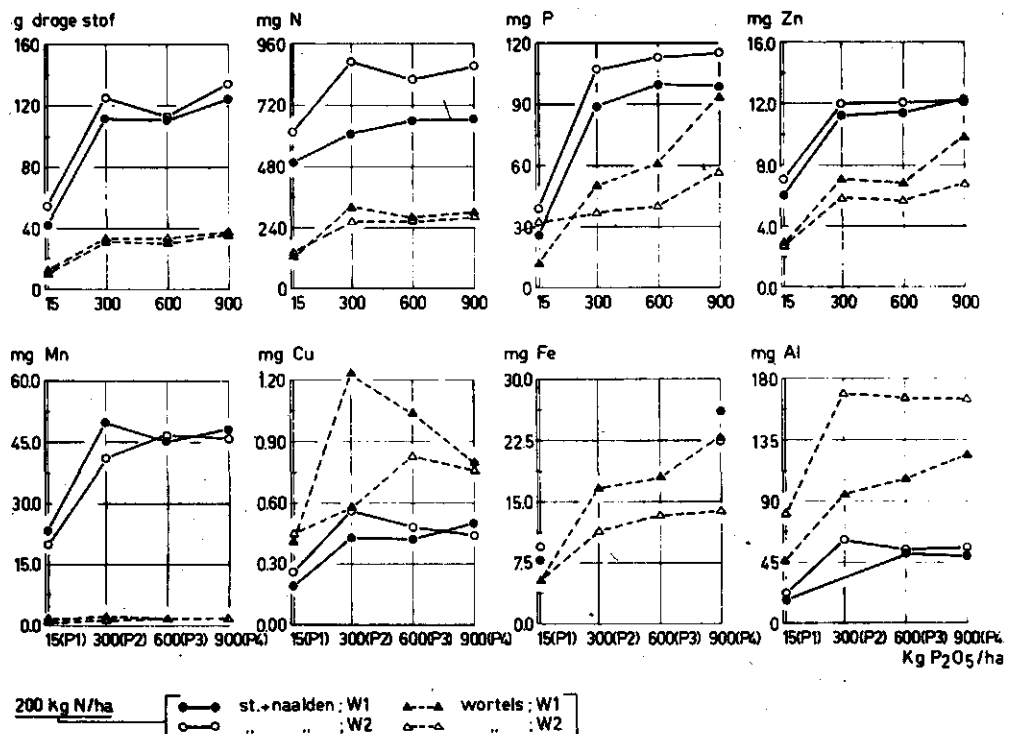 g droge stof
160
120
80
40
0
15 300 600 900
mg N
960
720
480
240
0
15 300 600 900
mg P
120
90
60
30
0
15 300 600 900
mg Zn
16.0
12.0
8.0
4.0
0.0
15 300 600 900
mg Mn
60.0
45.0
30.0
15.0
0.0
15(P1) 300(P2) 600(P3) 900(P4)
mg Cu
1.20
0.90
0.60
0.30
0.00
15(P1) 300(P2) 600(P3) 900(P4)
mg Fe
30.0
22.5
15.0
7.5
0.0
15(P1) 300(P2) 600(P3) 900(P4)
mg Al
180
135
90
45
0
15(P1) 300(P2) 600(P3) 900(P4.
Kg P2O5/ha
200 kg N/ha
st.+naalden ; W1 wortels ; W1
,, ,, ; W2 ,, ; W2